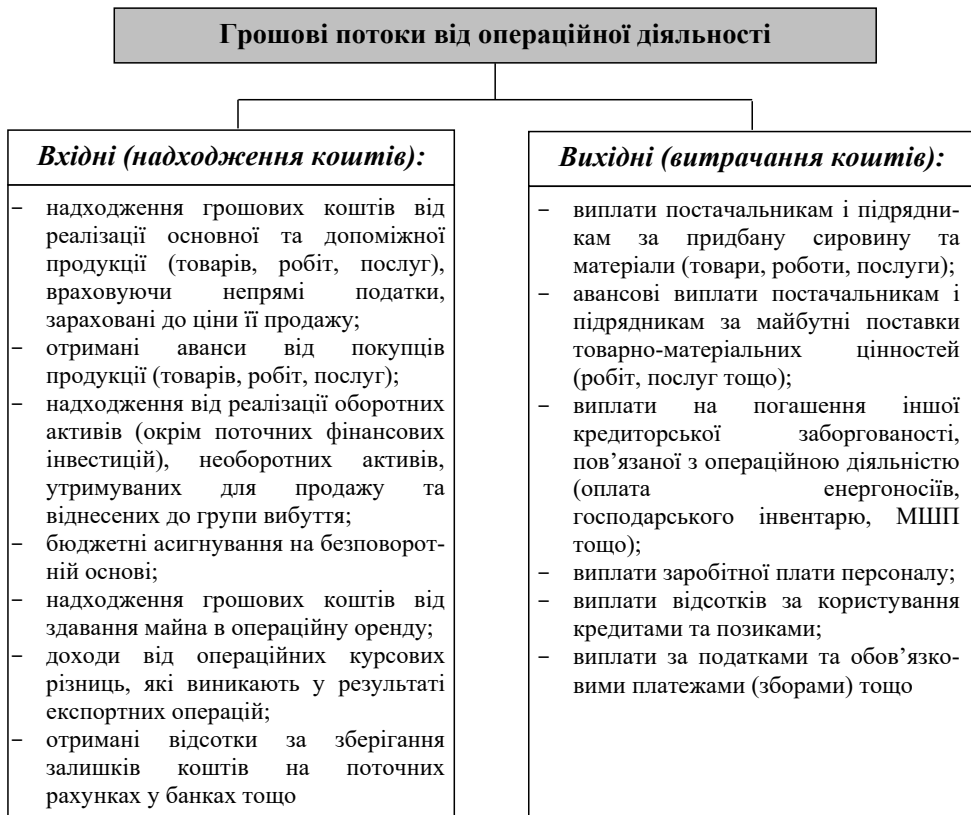 Грошові потоки від операційної діяльності
Вхідні (надходження коштів):
– надходження грошових коштів від
реалізації основної та допоміжної
продукції (товарів, робіт, послуг),
враховуючи непрямі податки,
зараховані до ціни її продажу;
– отримані аванси від покупців
продукції (товарів, робіт, послуг);
– надходження від реалізації оборотних
активів (окрім поточних фінансових
інвестицій), необоротних активів,
утримуваних для продажу та
віднесених до групи вибуття;
– бюджетні асигнування на безповорот-
ній основі;
– надходження грошових коштів від
здавання майна в операційну оренду;
– доходи від операційних курсових
різниць, які виникають у результаті
експортних операцій;
– отримані відсотки за зберігання
залишків коштів на поточних
рахунках у банках тощо
Вихідні (витрачання коштів):
– виплати постачальникам і підрядни-
кам за придбану сировину та
матеріали (товари, роботи, послуги);
– авансові виплати постачальникам і
підрядникам за майбутні поставки
товарно-матеріальних цінностей
(робіт, послуг тощо);
– виплати на погашення іншої
кредиторської заборгованості,
пов’язаної з операційною діяльністю
(оплата енергоносіїв,
господарського інвентарю, МШП
тощо);
– виплати заробітної плати персоналу;
– виплати відсотків за користування
кредитами та позиками;
– виплати за податками та обов’язко-
вими платежами (зборами) тощо